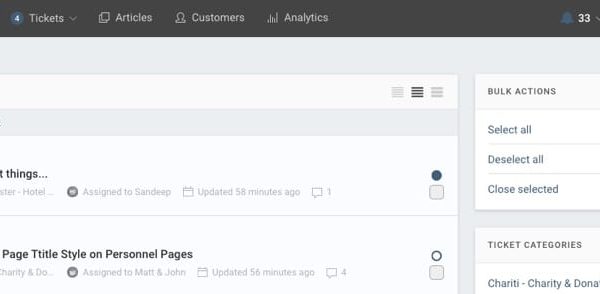 4 Tickets Articles Customers Analytics 33
BULK ACTIONS
Select all
t things...
Deselect all
ster - Hotel ... Assigned to Sandeep Updated 58 minutes ago 1
Close selected
TICKET CATEGORIES
Page Ttitle Style on Personnel Pages
Charity & Do... Assigned to Matt & John Updated 56 minutes ago 4
Chariti - Charity & Donat